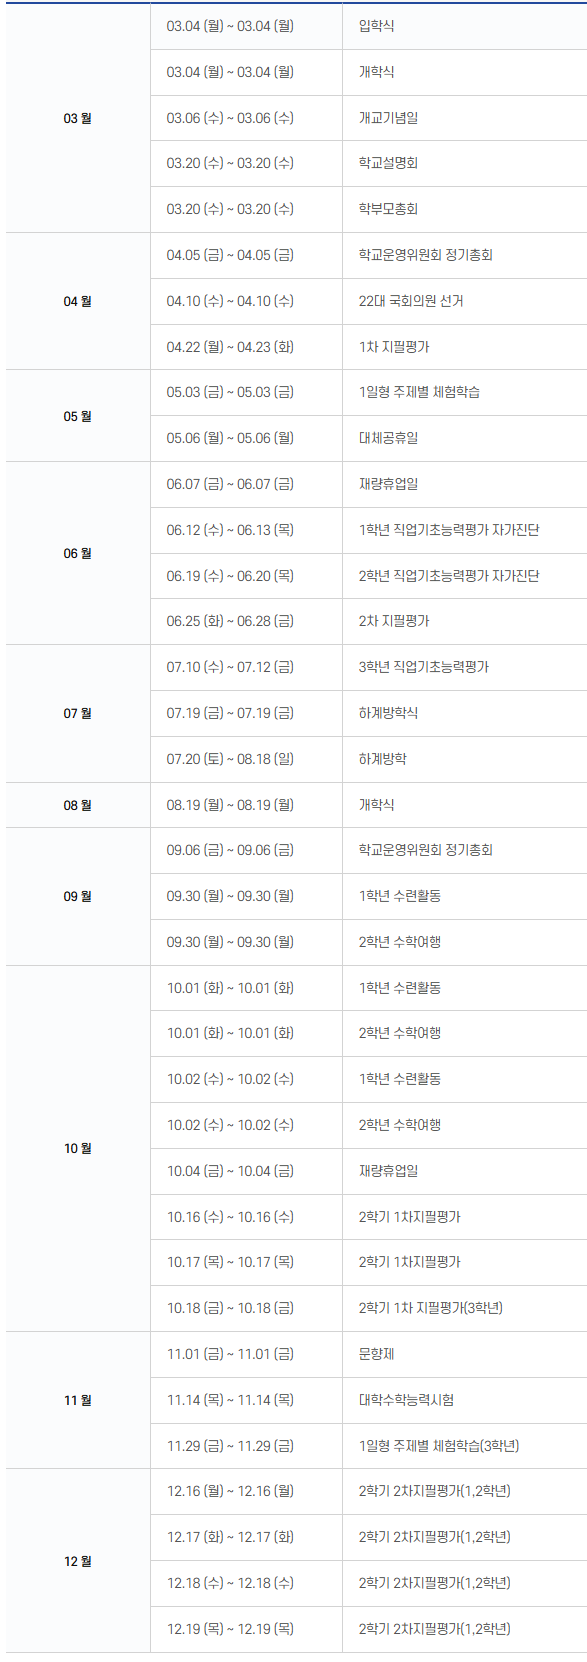 03 월
03.04 (월) ~ 03.04 (월) 입학식
03.04 (월) ~ 03.04 (월) 개학식
03.06 (수) ~ 03.06 (수) 개교기념일
03.20 (수) ~ 03.20 (수) 학교설명회
03.20 (수) ~ 03.20 (수) 학부모총회
04 월
04.05 (금) ~ 04.05 (금) 학교운영위원회 정기총회
04.10 (수) ~ 04.10 (수) 22대 국회의원 선거
04.22 (월) ~ 04.23 (화) 1차 지필평가
05 월
05.03 (금) ~ 05.03 (금) 1일형 주제별 체험학습
05.06 (월) ~ 05.06 (월) 대체공휴일
06 월
06.07 (금) ~ 06.07 (금) 재량휴업일
06.12 (수) ~ 06.13 (목) 1학년 직업기초능력평가 자가진단
06.19 (수) ~ 06.20 (목) 2학년 직업기초능력평가 자가진단
06.25 (화) ~ 06.28 (금) 2차 지필평가
07 월
07.10 (수) ~ 07.12 (금) 3학년 직업기초능력평가
07.19 (금) ~ 07.19 (금) 하계방학식
07.20 (토) ~ 08.18 (일) 하계방학
08 월
08.19 (월) ~ 08.19 (월) 개학식
09 월
09.06 (금) ~ 09.06 (금) 학교운영위원회 정기총회
09.30 (월) ~ 09.30 (월) 1학년 수련활동
09.30 (월) ~ 09.30 (월) 2학년 수학여행
10 월
10.01 (화) ~ 10.01 (화) 1학년 수련활동
10.01 (화) ~ 10.01 (화) 2학년 수학여행
10.02 (수) ~ 10.02 (수) 1학년 수련활동
10.02 (수) ~ 10.02 (수) 2학년 수학여행
10.04 (금) ~ 10.04 (금) 재량휴업일
10.16 (수) ~ 10.16 (수) 2학기 1차지필평가
10.17 (목) ~ 10.17 (목) 2학기 1차지필평가
10.18 (금) ~ 10.18 (금) 2학기 1차 지필평가(3학년)
11 월
11.01 (금) ~ 11.01 (금) 문향제
11.14 (목) ~ 11.14 (목) 대학수학능력시험
11.29 (금) ~ 11.29 (금) 1일형 주제별 체험학습(3학년)
12 월
12.16 (월) ~ 12.16 (월) 2학기 2차지필평가(1,2학년)
12.17 (화) ~ 12.17 (화) 2학기 2차지필평가(1,2학년)
12.18 (수) ~ 12.18 (수) 2학기 2차지필평가(1,2학년)
12.19 (목) ~ 12.19 (목) 2학기 2차지필평가(1,2학년)